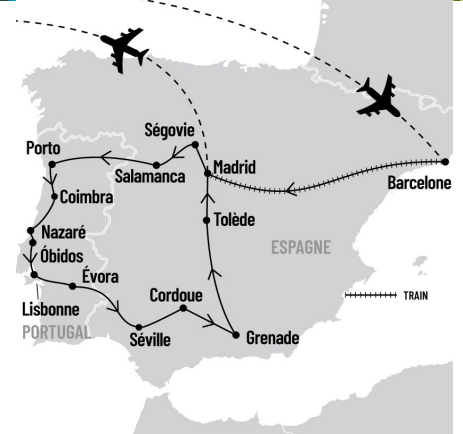 Ségovie
Porto
Salamanca
Madrid
Barcelone
Coimbra
Tolède
Nazaré
Óbidos
ESPAGNE
Évora
Cordoue
TRAIN
Lisbonne
PORTUGAL
Séville
Grenade